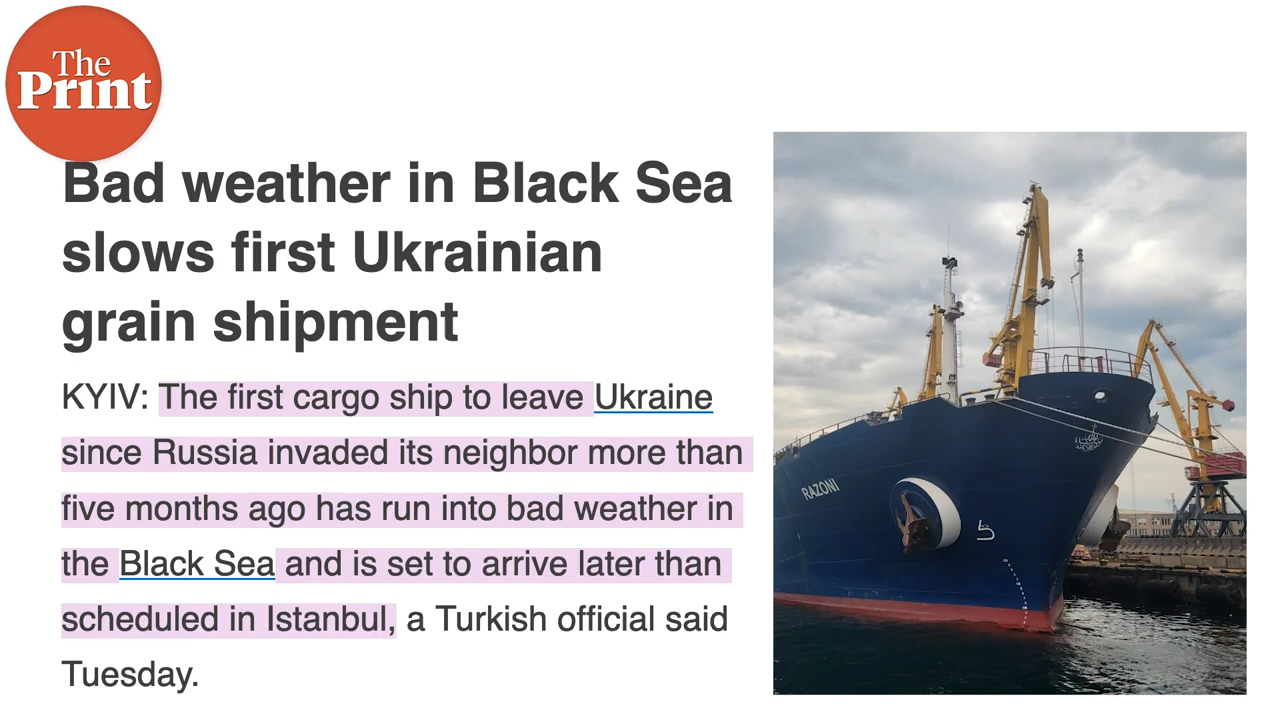 The
Print
Bad weather in Black Sea
slows first Ukrainian
grain shipment
KYIV: The first cargo ship to leave Ukraine
since Russia invaded its neighbor more than
five months ago has run into bad weather in
the Black Sea and is set to arrive later than
scheduled in Istanbul, a Turkish official said
Tuesday.
RAZONI